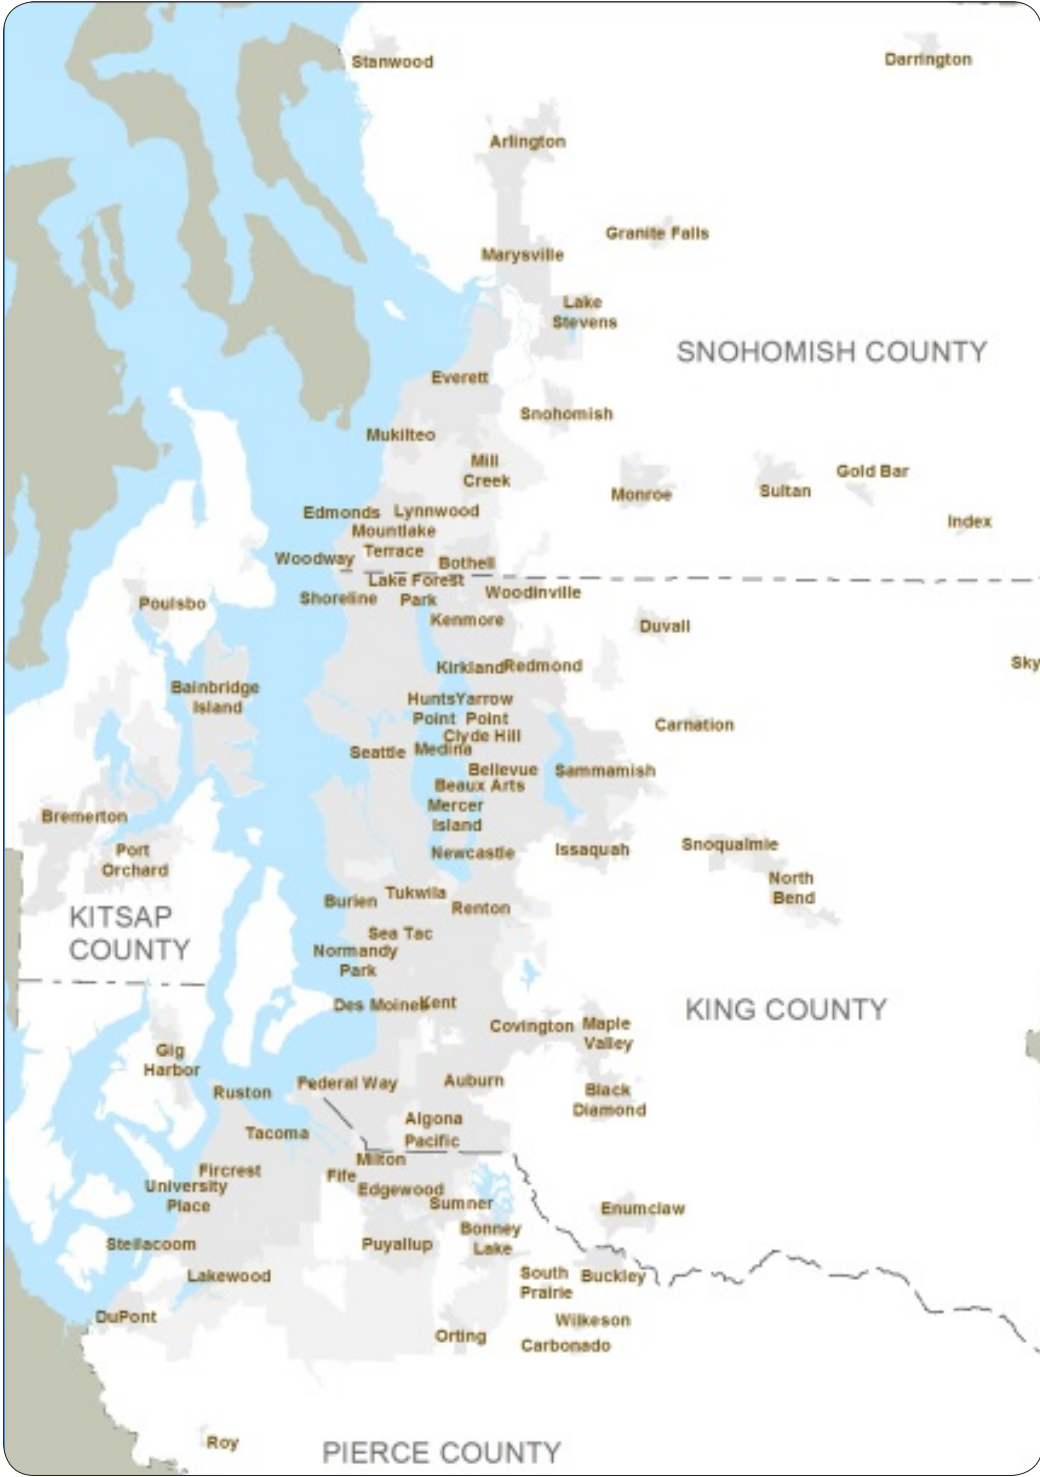 Stanwood
Darrington
Arlington
Granite Falls
Marysville
Lake
Stevens
SNOHOMISH COUNTY
Everett
Snohomish
Mukilteo
Mill
Creek
Gold Bar
Monroe
Sultan
Edmonds
Lynnwood
Index
Mountlake
Terrace
Woodway
Bothell
Lake Forest
Park
Shoreline
Woodinville
Poulsbo
Kenmore
Duvall
Kirkland
Redmond
Sky
Bainbridge
Island
Hunts
Point
Yarrow
Point
Carnation
Clyde Hill
Seattle
Medina
Bellevue
Sammamish
Beaux Arts
Mercer
Island
Bremerton
Port
Orchard
Newcastle
Issaquah
Snoqualmie
North
Bend
Burien
Tukwila
Renton
KITSAP
COUNTY
Sea Tac
Normandy
Park
Des Moines
Kent
KING COUNTY
Covington
Maple
Valley
Gig
Harbor
Ruston
Federal Way
Auburn
Black
Diamond
Algona
Tacoma
Pacific
Milton
Fircrest
Fife
University
Place
Edgewood
Sumner
Enumclaw
Bonney
Lake
Steilacoom
Puyallup
Lakewood
South
Prairie
Buckley
DuPont
Wilkeson
Orting
Carbonado
Roy
PIERCE COUNTY